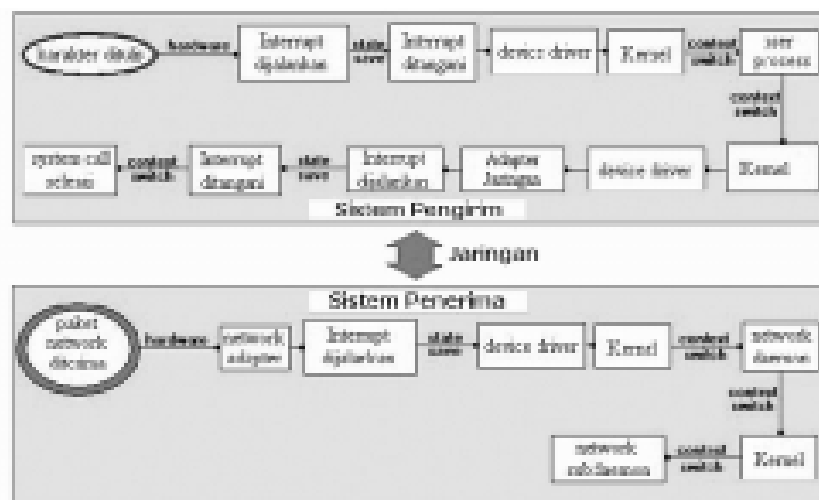 karakter ditulis
hardware
Interrupt
dijalankan
state
save
Interrupt
ditangani
device driver
Kernel
context
switch
user
process
context
switch
system call
selesai
context
switch
Interrupt
ditangani
state
save
Interrupt
dijalankan
Adapter
Jaringan
device driver
Kernel
Sistem Pengirim
Jaringan
Sistem Penerima
paket
network
diterima
hardware
network
adapter
Interrupt
dijalankan
state
save
device driver
Kernel
context
switch
network
daemon
context
switch
network
subdaemon
context
switch
Kernel